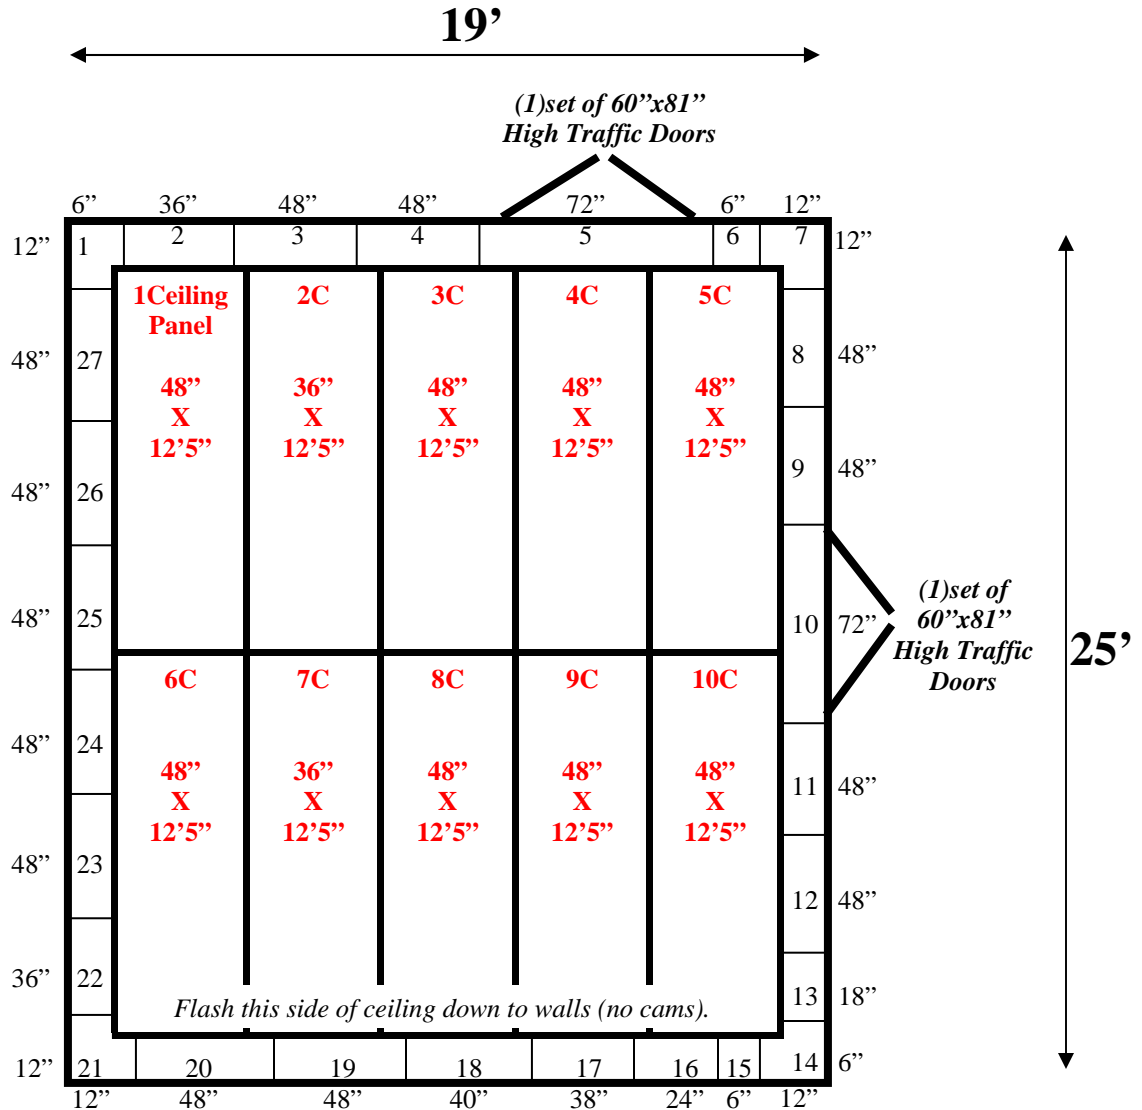 19’
(1)set of 60”x81”
High Traffic Doors
6” 36” 48” 48” 72” 6” 12”
12” 1 2 3 4 5 6 7 12”
1Ceiling
Panel
48”
X
12’5”
2C
36”
X
12’5”
3C
48”
X
12’5”
4C
48”
X
12’5”
5C
48”
X
12’5”
48” 27
8 48”
48” 26
9 48”
48” 25
10 72”
(1)set of
60”x81”
High Traffic
Doors
25'
6C
48”
X
12’5”
7C
36”
X
12’5”
8C
48”
X
12’5”
9C
48”
X
12’5”
10C
48”
X
12’5”
48” 24
11 48”
48” 23
12 48”
36” 22
13 18”
Flash this side of ceiling down to walls (no cams).
12” 21 20 19 18 17 16 15 14 6”
12” 48” 48” 40” 38” 24” 6” 12”